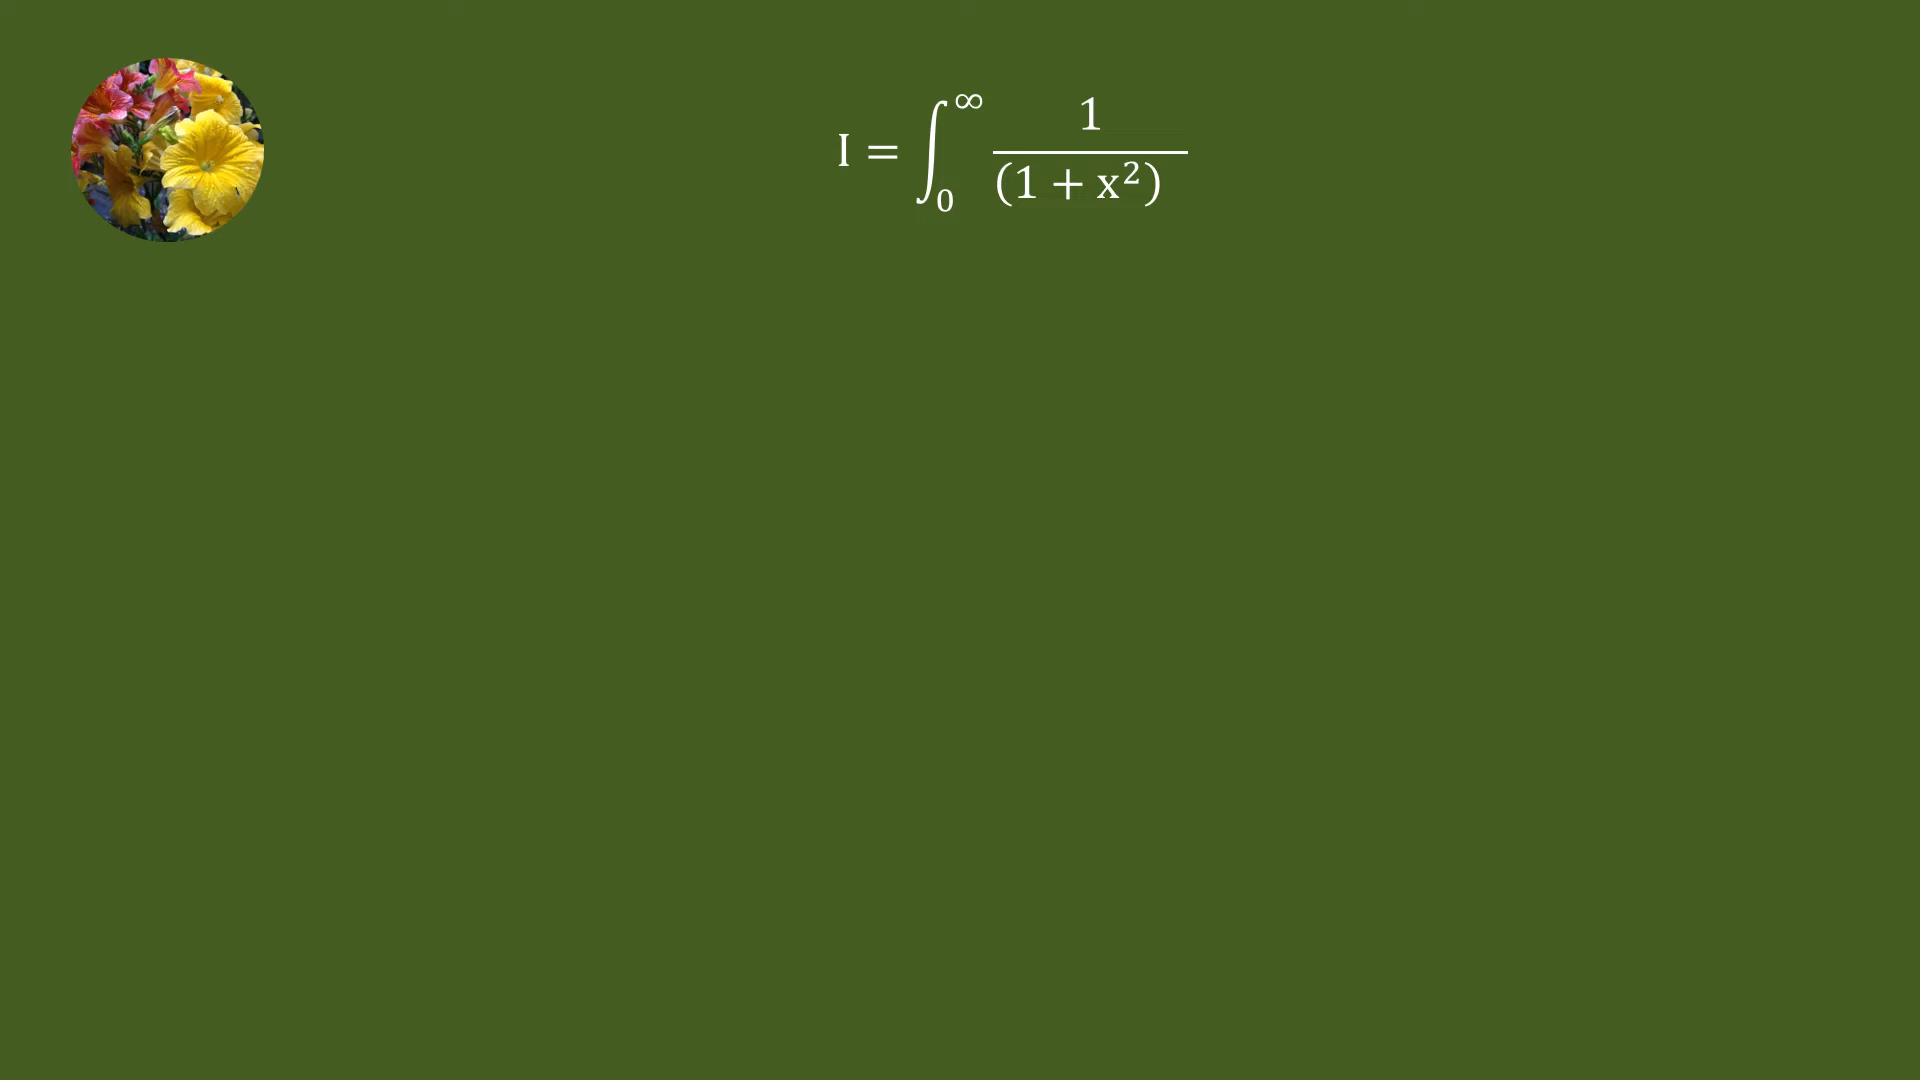 I = ∫₀^∞ 1/(1 + x²)